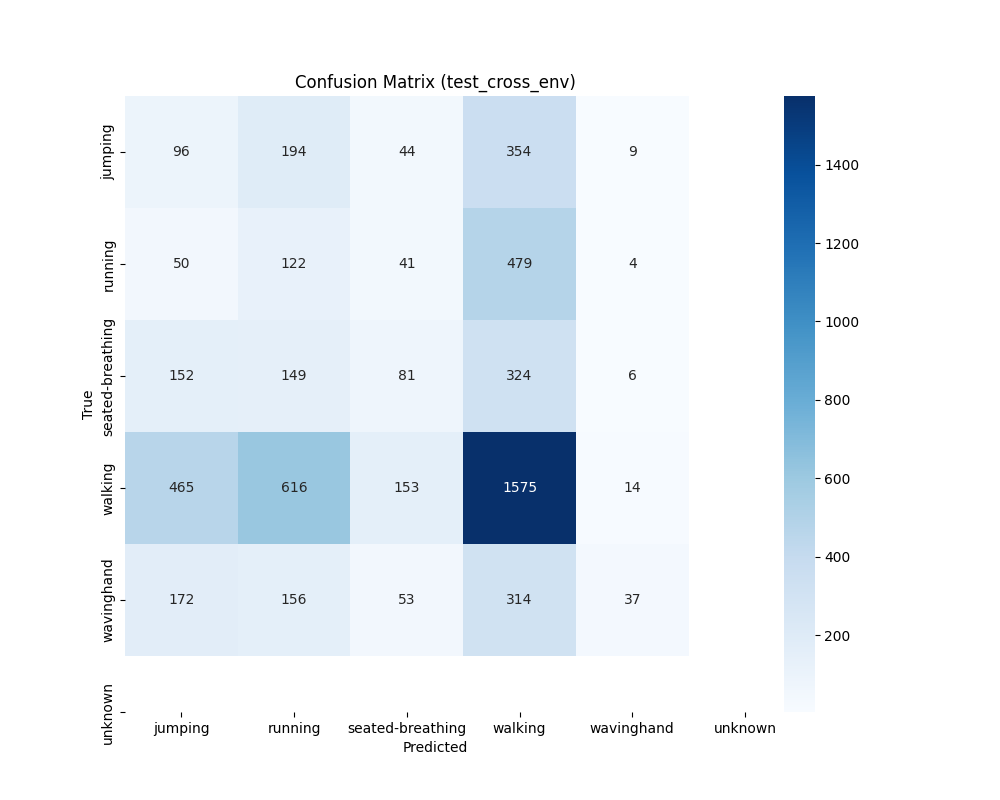 Confusion Matrix (test_cross_env)
jumping 96 194 44 354 9
running 50 122 41 479 4
seated-breathing 152 149 81 324 6
walking 465 616 153 1575 14
wavinghand 172 156 53 314 37
unknown
True
jumping running seated-breathing walking wavinghand unknown
Predicted
1400
1200
1000
800
600
400
200